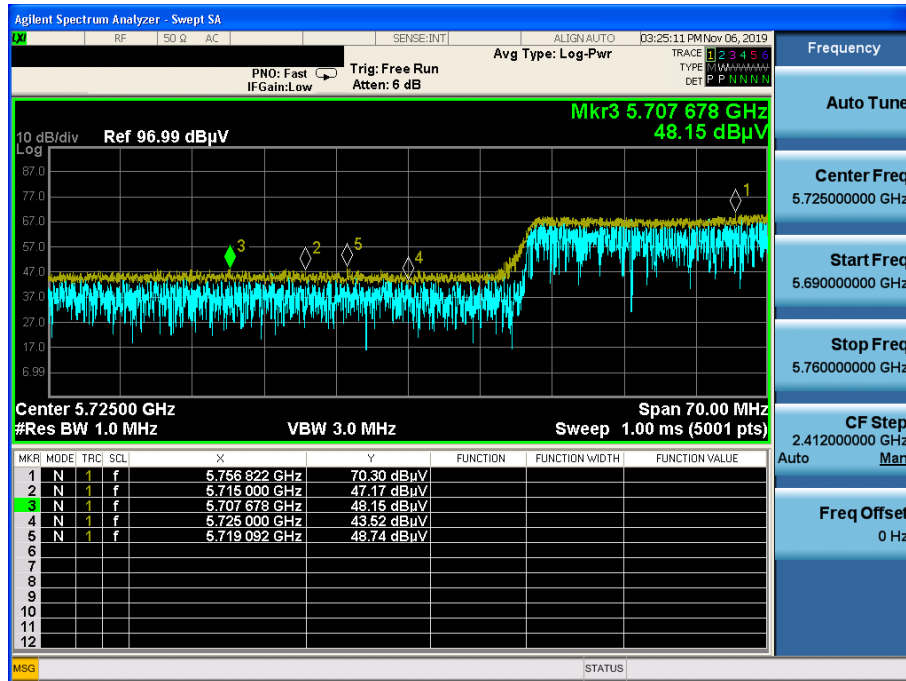 Agilent Spectrum Analyzer - Swept SA
LXI RF 50 Ω AC SENSE:INT ALIGN AUTO 03:25:11 PM Nov 06, 2019
Avg Type: Log-Pwr TRACE 1 2 3 4 5 6
PNO: Fast Trig: Free Run TYPE M W W W W W
IFGain:Low Atten: 6 dB DET P P N N N N
Mkr3 5.707 678 GHz
48.15 dBµV
10 dB/div Ref 96.99 dBµV
Log
87.0
77.0
67.0
57.0
47.0
37.0
27.0
17.0
6.99
1
3
2
5
4
Center 5.72500 GHz Span 70.00 MHz
#Res BW 1.0 MHz VBW 3.0 MHz Sweep 1.00 ms (5001 pts)
MKR MODE TRC SCL X Y FUNCTION FUNCTION WIDTH FUNCTION VALUE
1 N 1 f 5.756 822 GHz 70.30 dBµV
2 N 1 f 5.715 000 GHz 47.17 dBµV
3 N 1 f 5.707 678 GHz 48.15 dBµV
4 N 1 f 5.725 000 GHz 43.52 dBµV
5 N 1 f 5.719 092 GHz 48.74 dBµV
6
7
8
9
10
11
12
MSG STATUS
Frequency
Auto Tune
Center Freq
5.725000000 GHz
Start Freq
5.690000000 GHz
Stop Freq
5.760000000 GHz
CF Step
2.412000000 GHz
Auto Man
Freq Offset
0 Hz